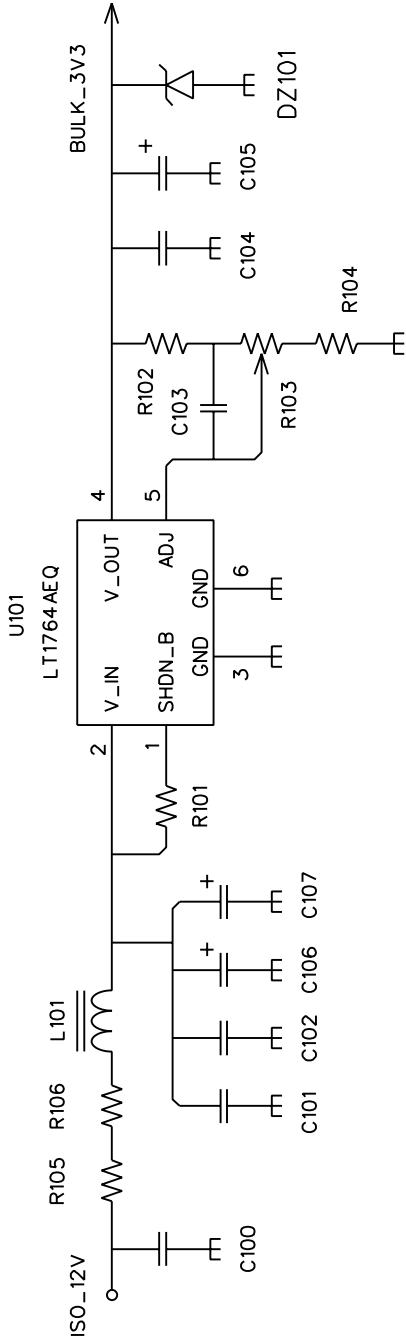 U101
LT1764AEQ
ISO_12V
R105
R106
L101
2
V_IN
V_OUT
4
BULK_3V3
1
SHDN_B
ADJ
5
GND
GND
3
6
R101
C100
C101
C102
C106
+
C107
+
R102
C103
R103
R104
C104
C105
+
DZ101